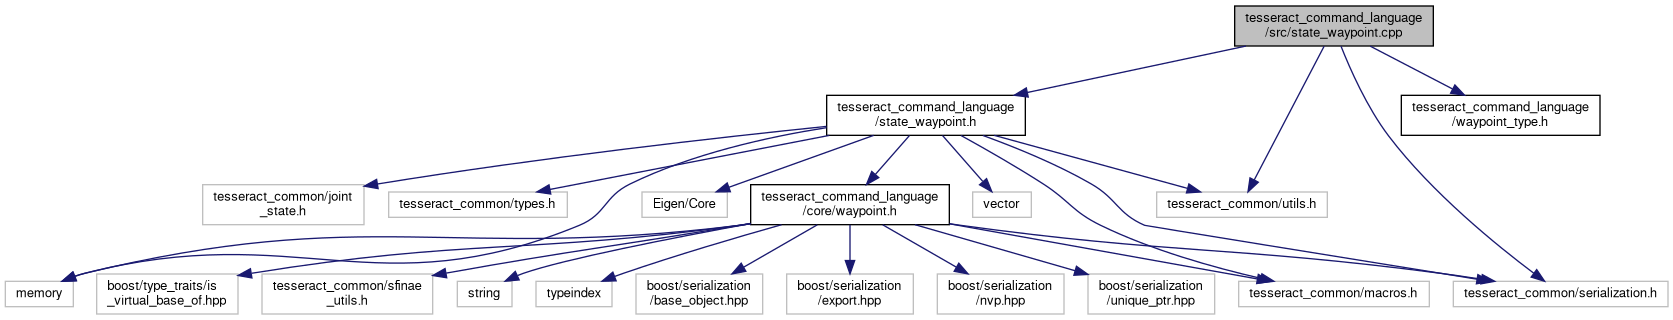 tesseract_command_language
/src/state_waypoint.cpp
tesseract_command_language
/state_waypoint.h
tesseract_command_language
/waypoint_type.h
tesseract_common/joint
_state.h
tesseract_common/types.h
Eigen/Core
tesseract_command_language
/core/waypoint.h
vector
tesseract_common/utils.h
memory
boost/type_traits/is
_virtual_base_of.hpp
tesseract_common/sfinae
_utils.h
string
typeindex
boost/serialization
/base_object.hpp
boost/serialization
/export.hpp
boost/serialization
/nvp.hpp
boost/serialization
/unique_ptr.hpp
tesseract_common/macros.h
tesseract_common/serialization.h